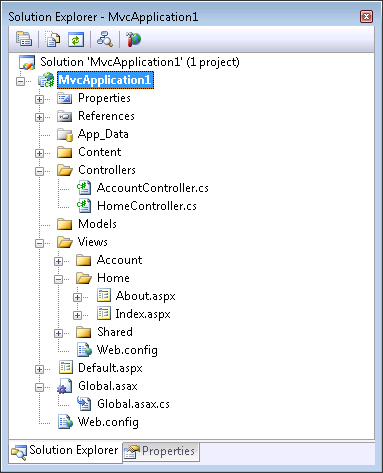 Solution Explorer - MvcApplication1
Solution 'MvcApplication1' (1 project)
MvcApplication1
Properties
References
App_Data
Content
Controllers
AccountController.cs
HomeController.cs
Models
Views
Account
Home
About.aspx
Index.aspx
Shared
Web.config
Default.aspx
Global.asax
Global.asax.cs
Web.config
Solution Explorer
Properties